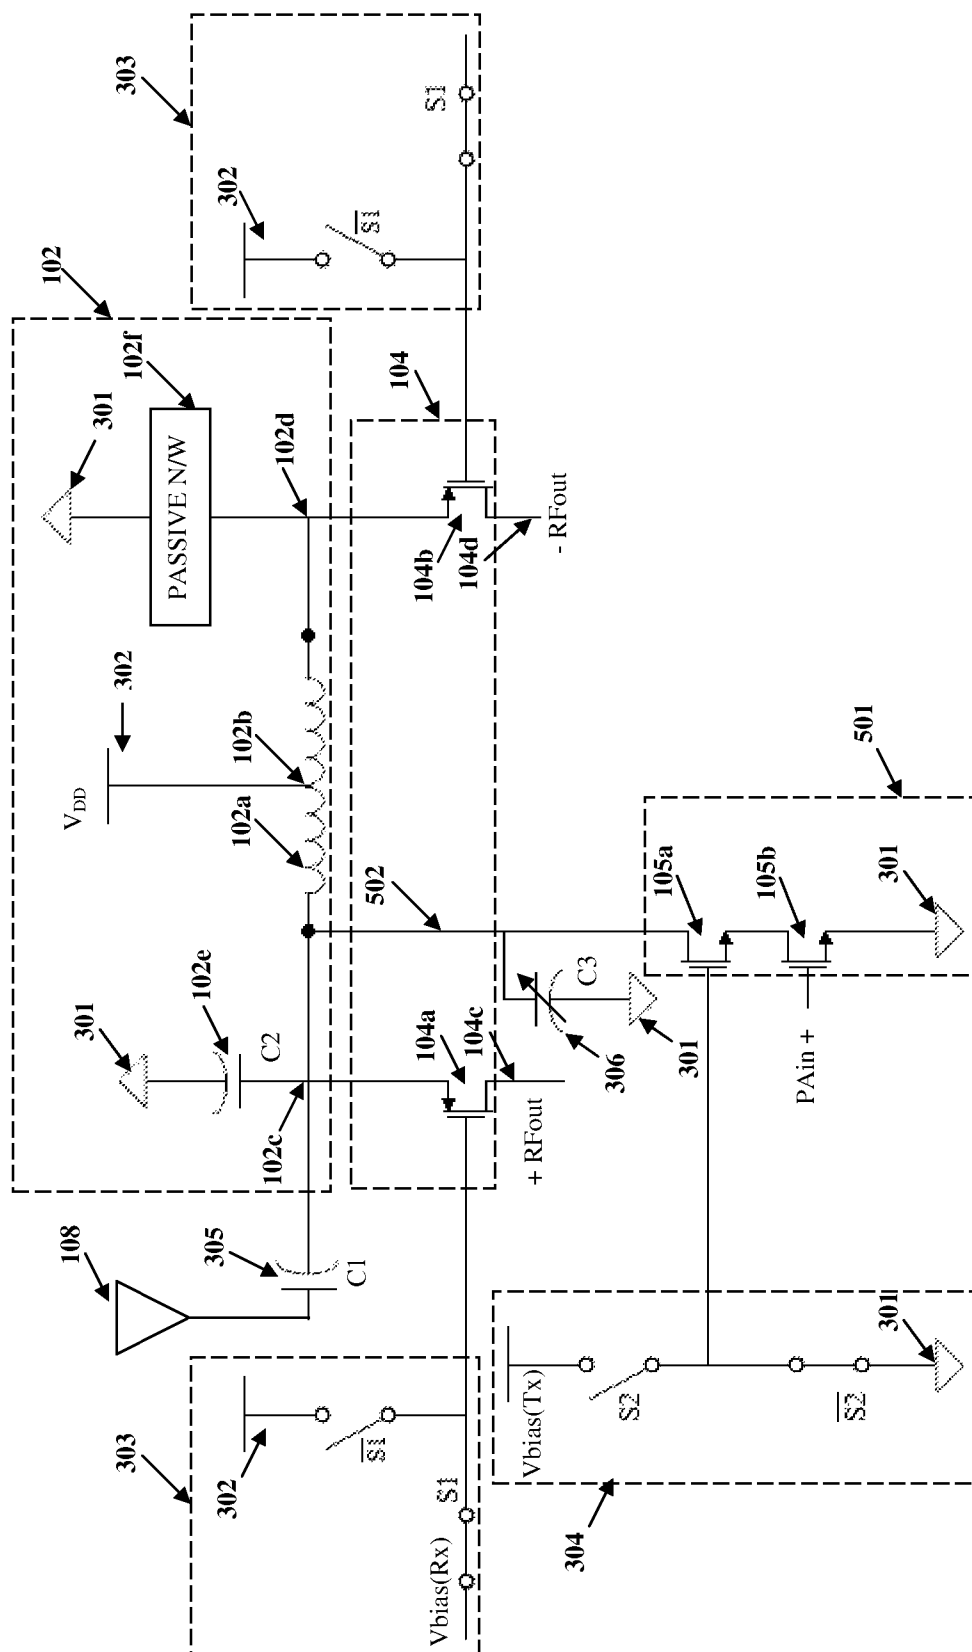 303
302
S1
S1
102
102f
301
PASSIVE N/W
102d
104
104b
104d
- RFout
302
VDD
102b
102a
502
501
105a
105b
301
301
102e
C2
102c
104a
104c
C3
306
301
+ RFout
PAin +
108
305
C1
303
302
S1
S1
Vbias(Rx)
304
Vbias(Tx)
S2
S2
301